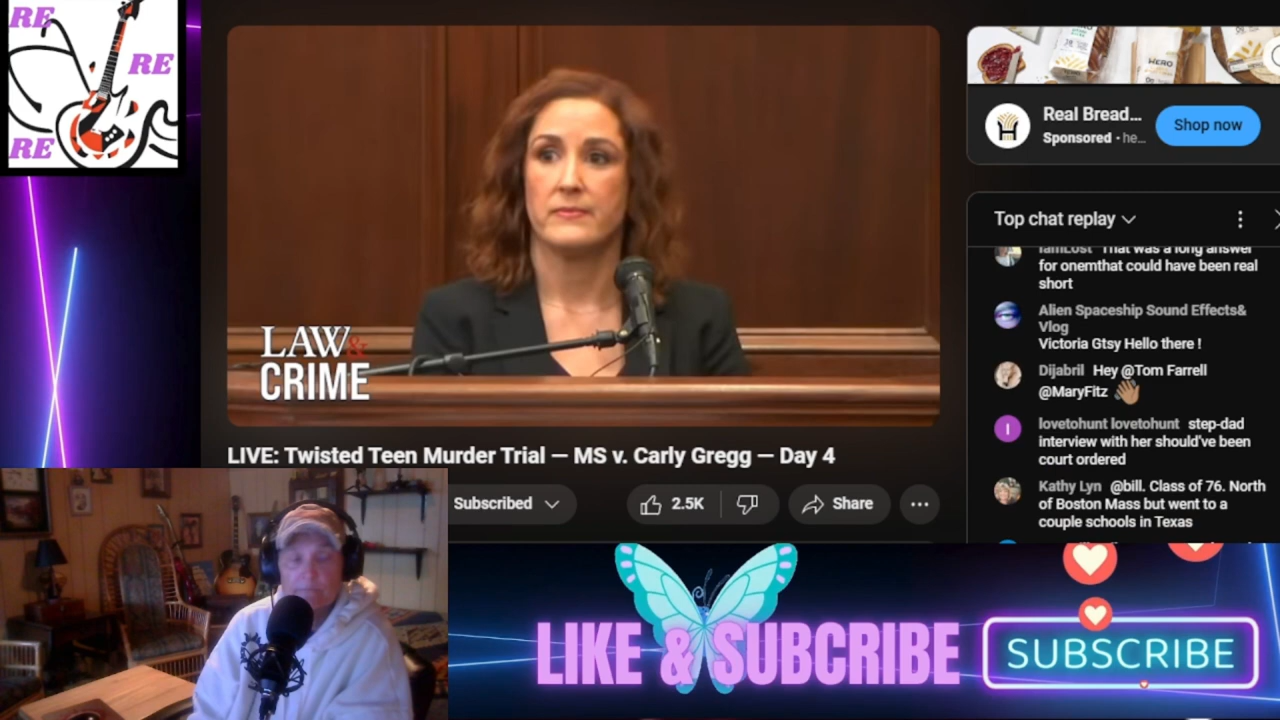 RE
RE
RE
LAW&
CRIME
LIVE: Twisted Teen Murder Trial — MS v. Carly Gregg — Day 4
Subscribed
2.5K
Share
HERO
Real Bread...
Sponsored • he...
Shop now
Top chat replay
IamLost That was a long answer
for onemthat could have been real
short
Alien Spaceship Sound Effects&
Vlog
Victoria Gtsy Hello there !
Dijabril Hey @Tom Farrell
@MaryFitz
I
lovetohunt lovetohunt step-dad
interview with her should've been
court ordered
Kathy Lyn @bill. Class of 76. North
of Boston Mass but went to a
couple schools in Texas
LIKE & SUBCRIBE
SUBSCRIBE